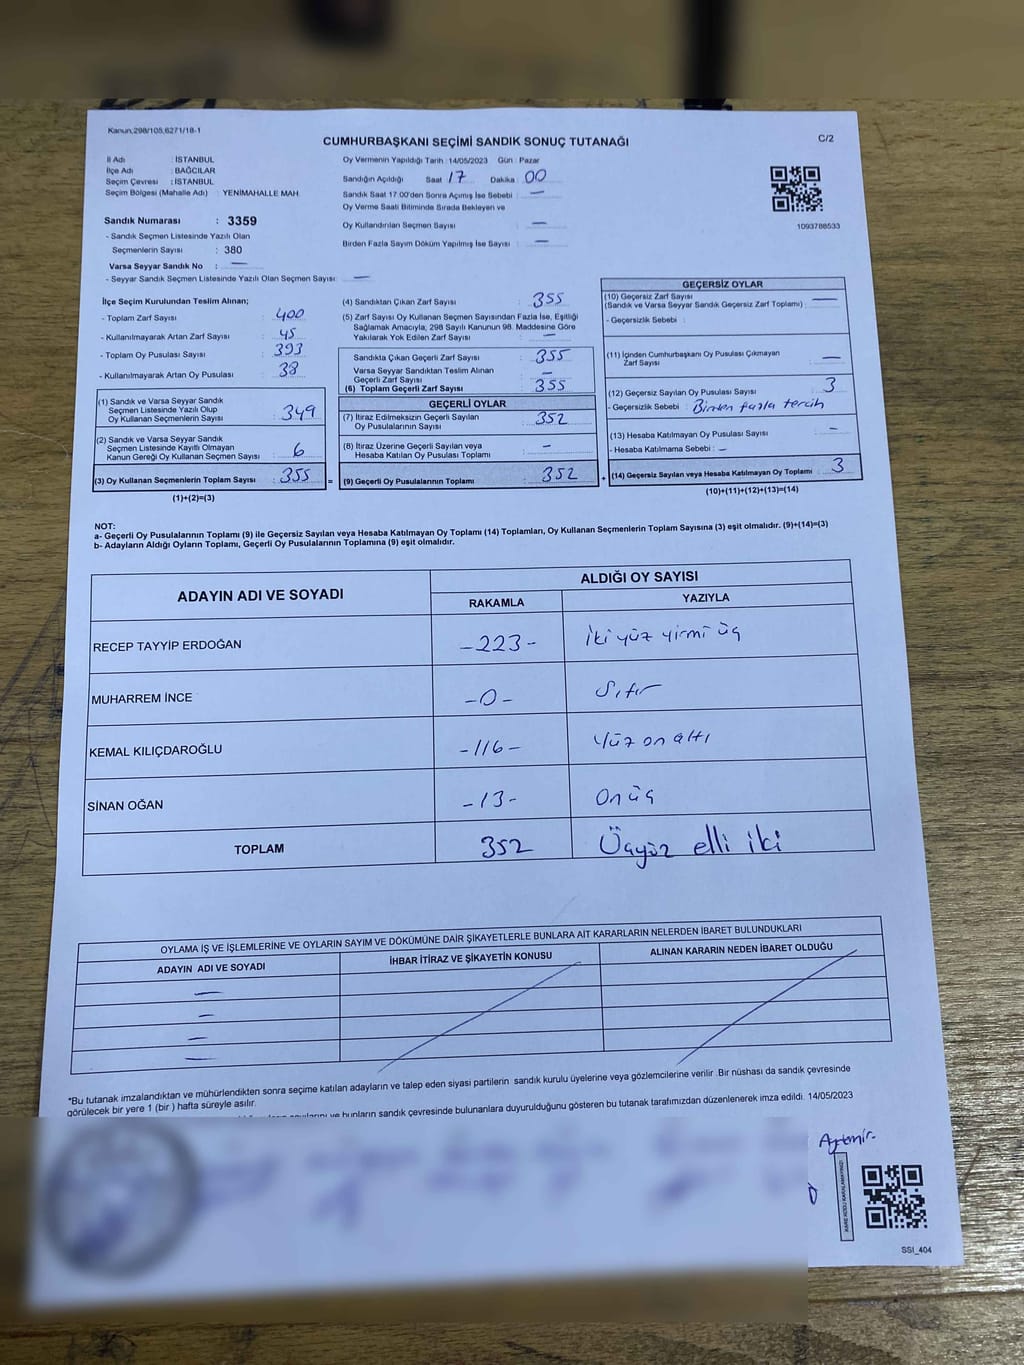 Kanun.298/105,6271/18-1
CUMHURBAŞKANI SEÇİMİ SANDIK SONUÇ TUTANAĞI
C/2
İl Adı : İSTANBUL
İlçe Adı : BAĞCILAR
Seçim Çevresi : İSTANBUL
Seçim Bölgesi (Mahalle Adı) : YENİMAHALLE MAH.
Oy Vermenin Yapıldığı Tarih : 14/05/2023 Gün : Pazar
Sandığın Açıldığı Saat 17 Dakika 00
Sandık Saat 17.00'den Sonra Açımış İse Sebebi : —
Oy Verme Saati Bitiminde Sırada Bekleyen ve
Oy Kullandırılan Seçmen Sayısı : —
Birden Fazla Sayım Döküm Yapılmış İse Sayısı : —
1093788533
Sandık Numarası : 3359
- Sandık Seçmen Listesinde Yazılı Olan
Seçmenlerin Sayısı : 380
Varsa Seyyar Sandık No : —
- Seyyar Sandık Seçmen Listesinde Yazılı Olan Seçmen Sayısı: —
İlçe Seçim Kurulundan Teslim Alınan;
- Toplam Zarf Sayısı : 400
- Kullanılmayarak Artan Zarf Sayısı : 45
- Toplam Oy Pusulası Sayısı : 393
- Kullanılmayarak Artan Oy Pusulası : 38
(1) Sandık ve Varsa Seyyar Sandık
Seçmen Listesinde Yazılı Olup
Oy Kullanan Seçmenlerin Sayısı : 349
(2) Sandık ve Varsa Seyyar Sandık
Seçmen Listesinde Kayıtlı Olmayan
Kanun Gereği Oy Kullanan Seçmen Sayısı : 6
(3) Oy Kullanan Seçmenlerin Toplam Sayısı : 355 =
(1)+(2)=(3)
(4) Sandıktan Çıkan Zarf Sayısı : 355
(5) Zarf Sayısı Oy Kullanan Seçmen Sayısından Fazla İse, Eşitliği
Sağlamak Amacıyla, 298 Sayılı Kanunun 98. Maddesine Göre
Yakılarak Yok Edilen Zarf Sayısı : —
Sandıkta Çıkan Geçerli Zarf Sayısı : 355
Varsa Seyyar Sandıktan Teslim Alınan
Geçerli Zarf Sayısı : —
(6) Toplam Geçerli Zarf Sayısı : 355
GEÇERLİ OYLAR
(7) İtiraz Edilmeksizin Geçerli Sayılan
Oy Pusulalarının Sayısı : 352
(8) İtiraz Üzerine Geçerli Sayılan veya
Hesaba Katılan Oy Pusulası Toplamı : —
(9) Geçerli Oy Pusulalarının Toplamı : 352 +
GEÇERSİZ OYLAR
(10) Geçersiz Zarf Sayısı
(Sandık ve Varsa Seyyar Sandık Geçersiz Zarf Toplamı) : —
- Geçersizlik Sebebi :
(11) İçinden Cumhurbaşkanı Oy Pusulası Çıkmayan
Zarf Sayısı : —
(12) Geçersiz Sayılan Oy Pusulası Sayısı : 3
- Geçersizlik Sebebi : Birden fazla tercih
(13) Hesaba Katılmayan Oy Pusulası Sayısı : —
- Hesaba Katılmama Sebebi : —
(14) Geçersiz Sayılan veya Hesaba Katılmayan Oy Toplamı : 3
(10)+(11)+(12)+(13)=(14)
NOT:
a- Geçerli Oy Pusulalarının Toplamı (9) ile Geçersiz Sayılan veya Hesaba Katılmayan Oy Toplamı (14) Toplamları, Oy Kullanan Seçmenlerin Toplam Sayısına (3) eşit olmalıdır. (9)+(14)=(3)
b- Adayların Aldığı Oyların Toplamı, Geçerli Oy Pusulalarının Toplamına (9) eşit olmalıdır.
ADAYIN ADI VE SOYADI
ALDIĞI OY SAYISI
RAKAMLA YAZIYLA
RECEP TAYYİP ERDOĞAN -223- iki yüz yirmi üç
MUHARREM İNCE -0- Sıfır
KEMAL KILIÇDAROĞLU -116- Yüz on altı
SİNAN OĞAN -13- On üç
TOPLAM 352 Üçyüz elli iki
OYLAMA İŞ VE İŞLEMLERİNE VE OYLARIN SAYIM VE DÖKÜMÜNE DAİR ŞİKAYETLERLE BUNLARA AİT KARARLARIN NELERDEN İBARET BULUNDUKLARI
ADAYIN ADI VE SOYADI İHBAR İTİRAZ VE ŞİKAYETİN KONUSU ALINAN KARARIN NEDEN İBARET OLDUĞU
—
—
—
—
*Bu tutanak imzalandıktan ve mühürlendikten sonra seçime katılan adayların ve talep eden siyasi partilerin sandık kurulu üyelerine veya gözlemcilerine verilir .Bir nüshası da sandık çevresinde
görülecek bir yere 1 (bir ) hafta süreyle asılır.
ve bunların sandık çevresinde bulunanlara duyurulduğunu gösteren bu tutanak tarafımızdan düzenlenerek imza edildi. 14/05/2023
KARE KODU KARALAMAYINIZ!
SSI_404